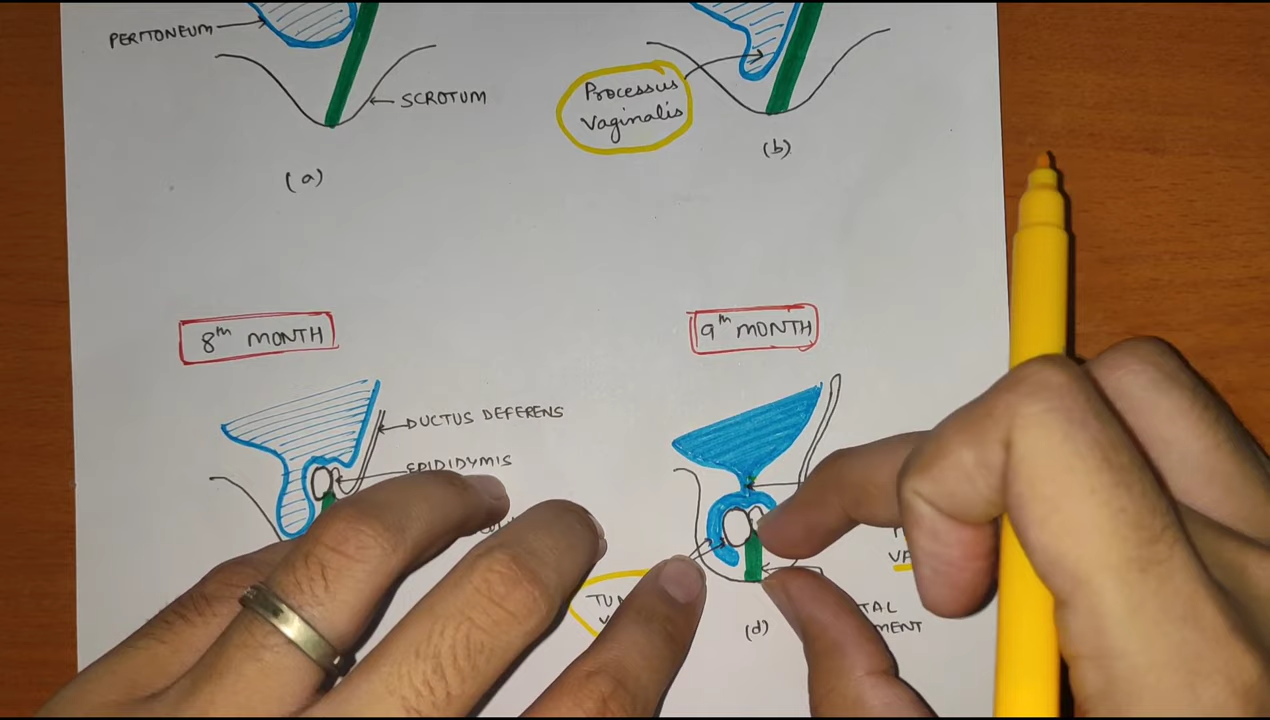 PERITONEUM
SCROTUM
(a)
Processus
Vaginalis
(b)
8th MONTH
9th MONTH
DUCTUS DEFERENS
EPIDIDYMIS
(d)